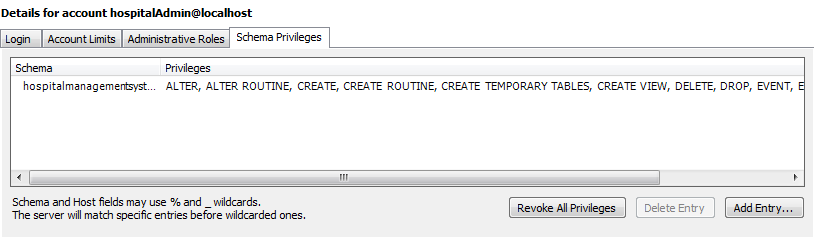 Details for account hospitalAdmin@localhost
Login Account Limits Administrative Roles Schema Privileges
Schema Privileges
hospitalmanagementsyst... ALTER, ALTER ROUTINE, CREATE, CREATE ROUTINE, CREATE TEMPORARY TABLES, CREATE VIEW, DELETE, DROP, EVENT, E
Schema and Host fields may use % and _ wildcards.
The server will match specific entries before wildcarded ones.
Revoke All Privileges Delete Entry Add Entry...